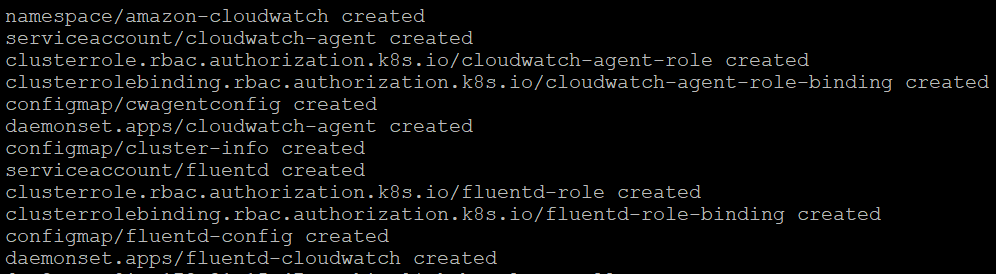 namespace/amazon-cloudwatch created
serviceaccount/cloudwatch-agent created
clusterrole.rbac.authorization.k8s.io/cloudwatch-agent-role created
clusterrolebinding.rbac.authorization.k8s.io/cloudwatch-agent-role-binding created
configmap/cwagentconfig created
daemonset.apps/cloudwatch-agent created
configmap/cluster-info created
serviceaccount/fluentd created
clusterrole.rbac.authorization.k8s.io/fluentd-role created
clusterrolebinding.rbac.authorization.k8s.io/fluentd-role-binding created
configmap/fluentd-config created
daemonset.apps/fluentd-cloudwatch created